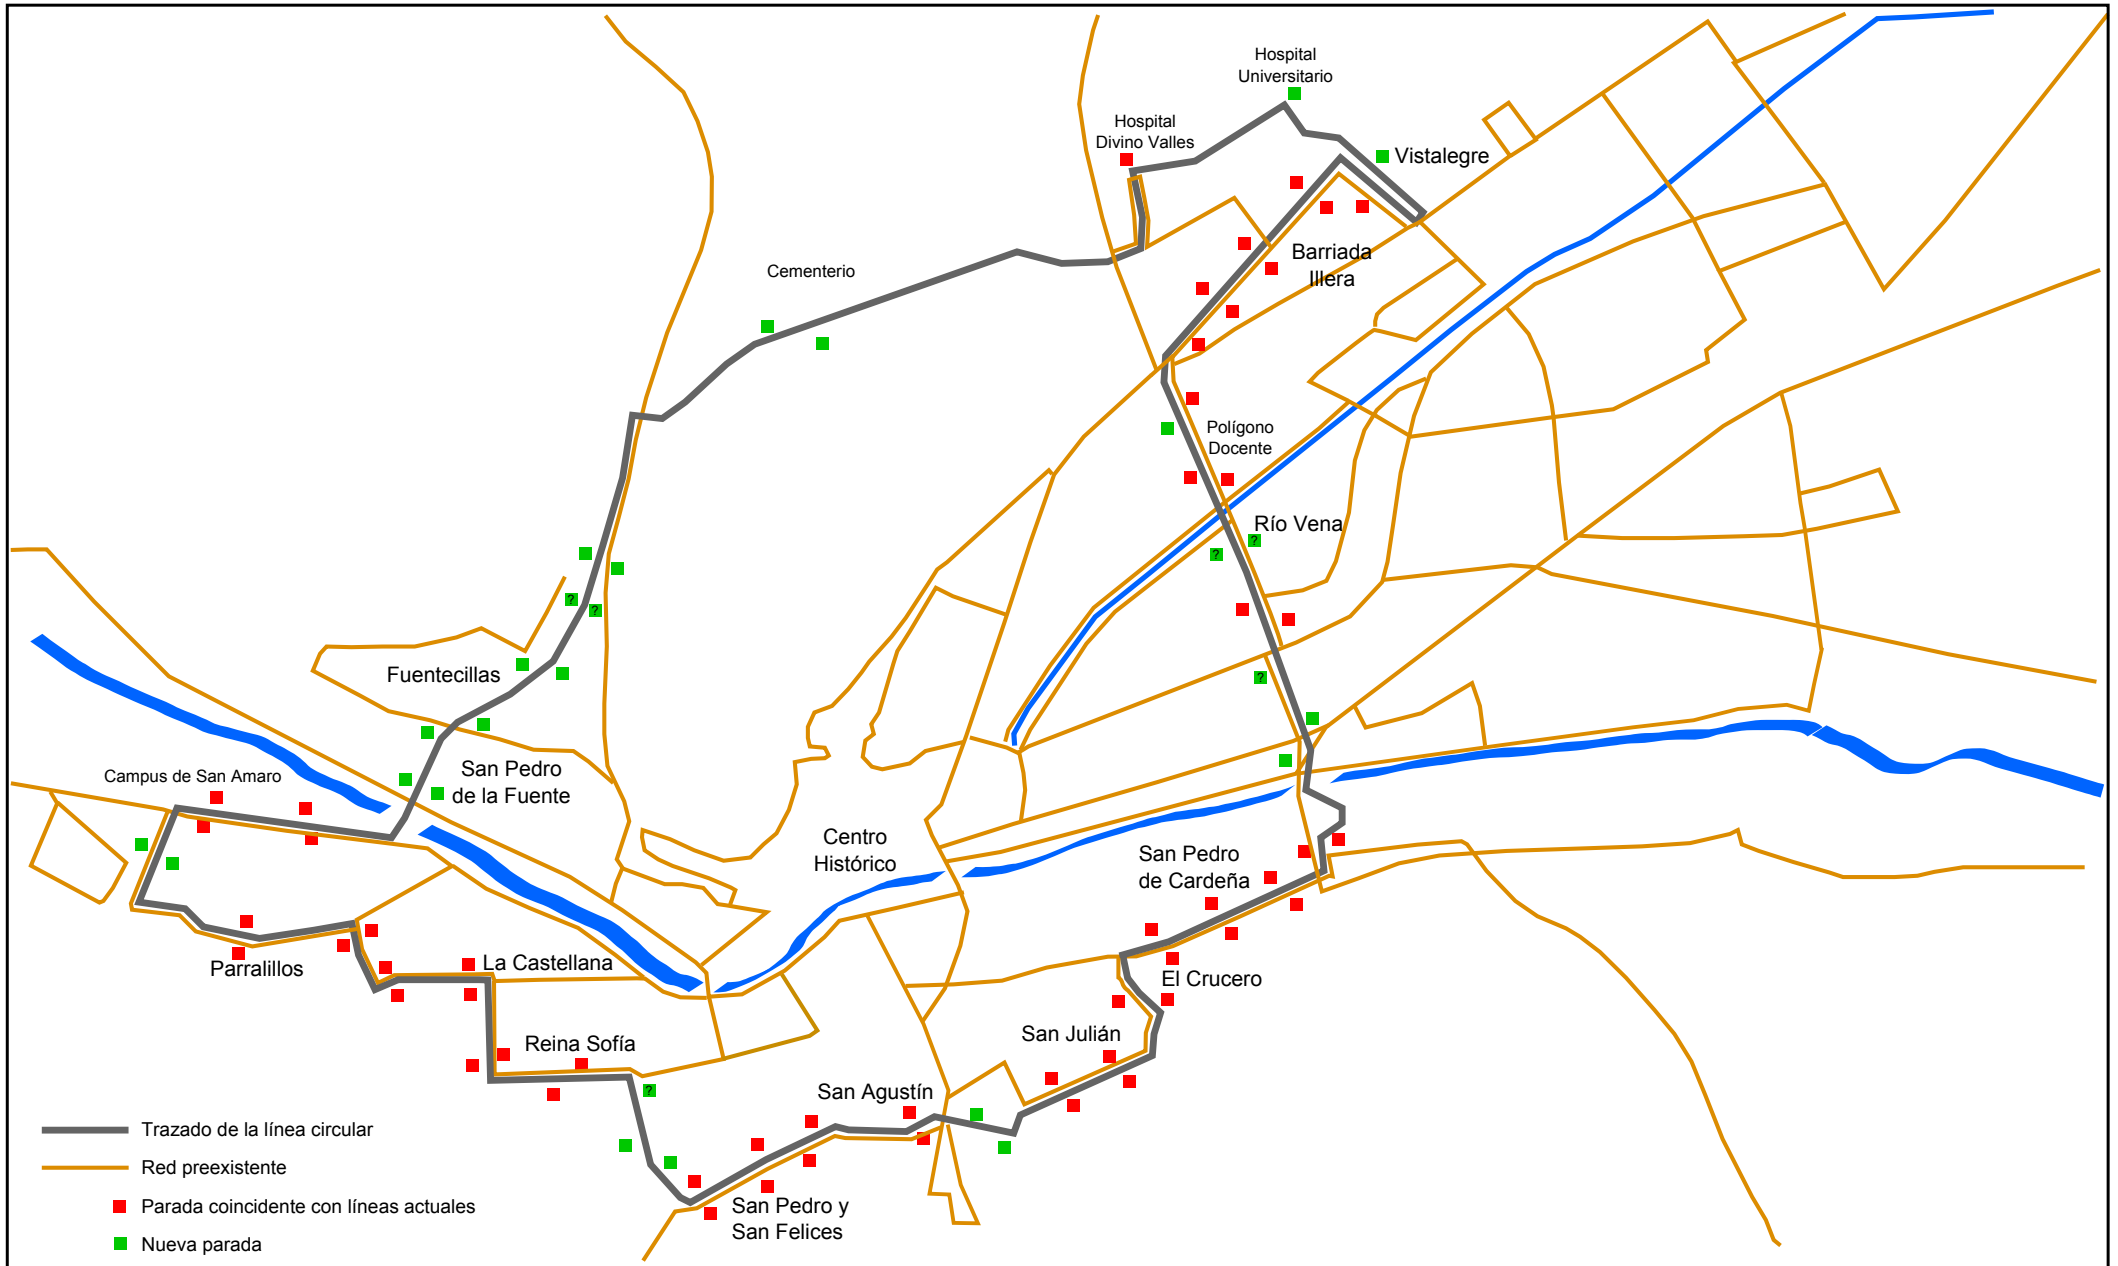 Hospital
Universitario
Hospital
Divino Valles
Vistalegre
Cementerio
Barriada
Illera
Polígono
Docente
Río Vena
?
?
?
?
Fuentecillas
?
San Pedro
de la Fuente
Campus de San Amaro
Centro
Histórico
San Pedro
de Cardeña
Parralillos
La Castellana
El Crucero
San Julián
Reina Sofía
?
San Agustín
San Pedro y
San Felices
Trazado de la línea circular
Red preexistente
Parada coincidente con líneas actuales
Nueva parada